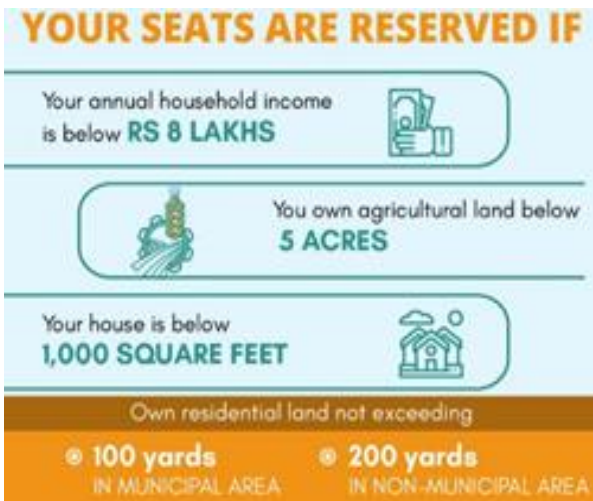 YOUR SEATS ARE RESERVED IF
Your annual household income
is below RS 8 LAKHS
You own agricultural land below
5 ACRES
Your house is below
1,000 SQUARE FEET
Own residential land not exceeding
100 yards
IN MUNICIPAL AREA
200 yards
IN NON-MUNICIPAL AREA